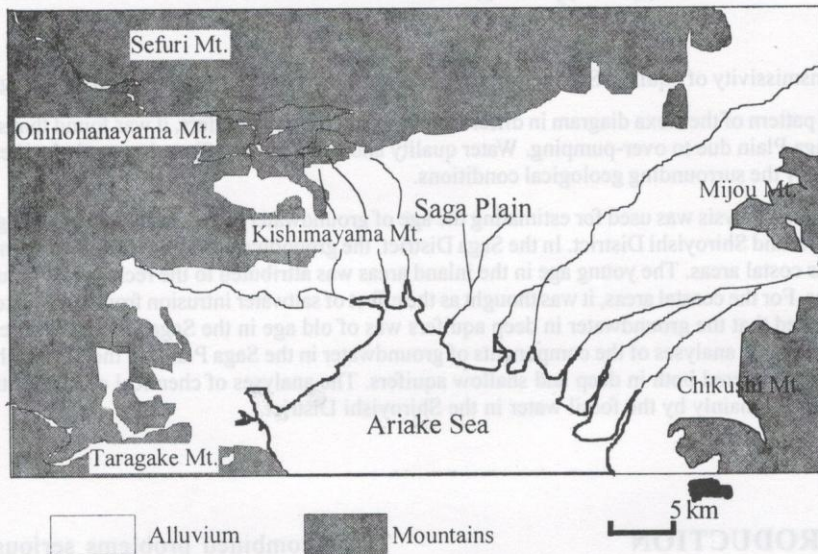 Sefuri Mt.
Oninohanayama Mt.
Mijou Mt.
Saga Plain
Kishimayama Mt.
Chikushi Mt.
Ariake Sea
Taragake Mt.
5 km
Alluvium
Mountains